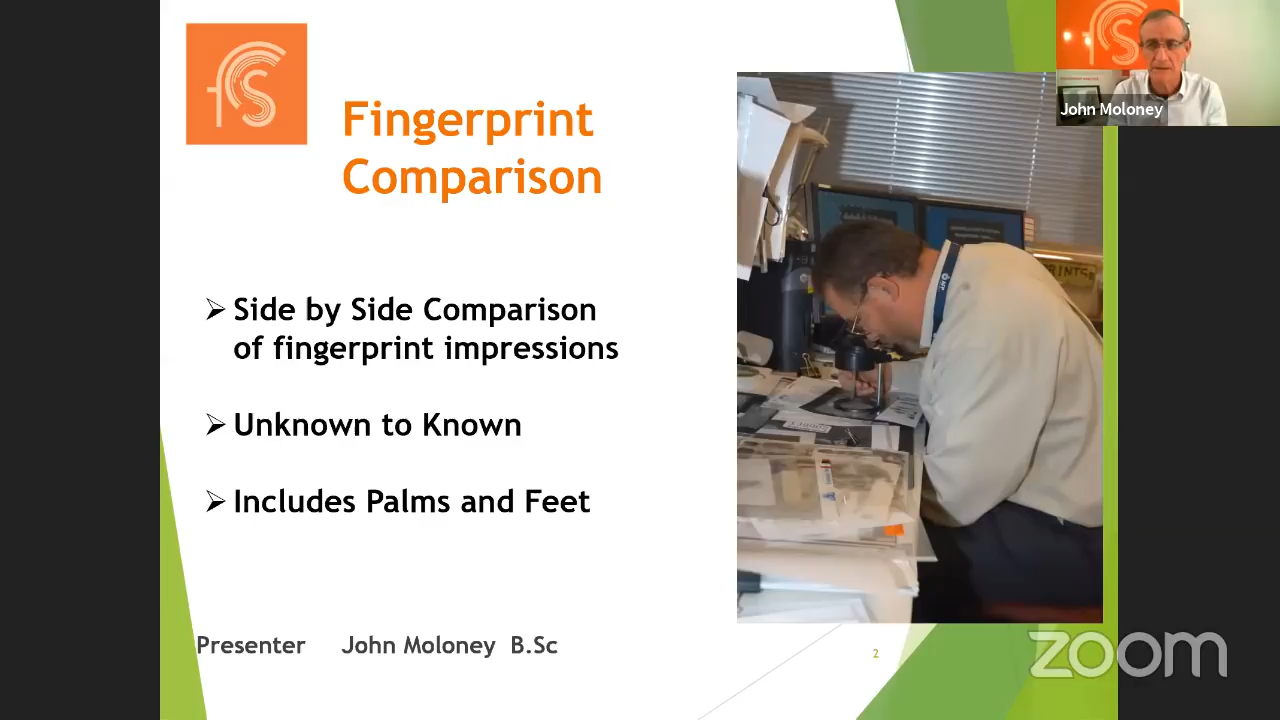 fS
Fingerprint
Comparison
John Moloney
Side by Side Comparison
of fingerprint impressions
Unknown to Known
Includes Palms and Feet
Presenter John Moloney B.Sc
2
zoom